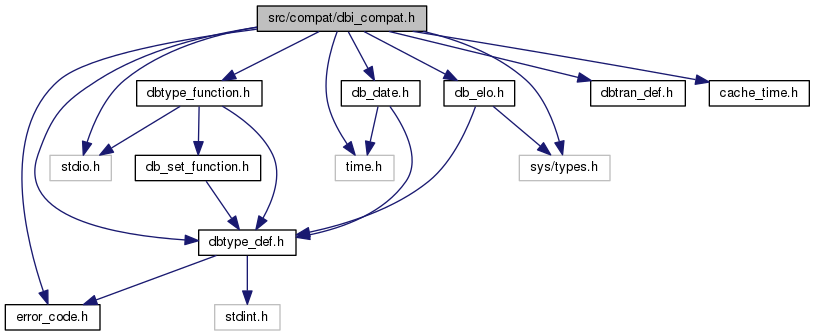 src/compat/dbi_compat.h
dbtype_function.h
db_date.h
db_elo.h
dbtran_def.h
cache_time.h
stdio.h
db_set_function.h
time.h
sys/types.h
dbtype_def.h
error_code.h
stdint.h